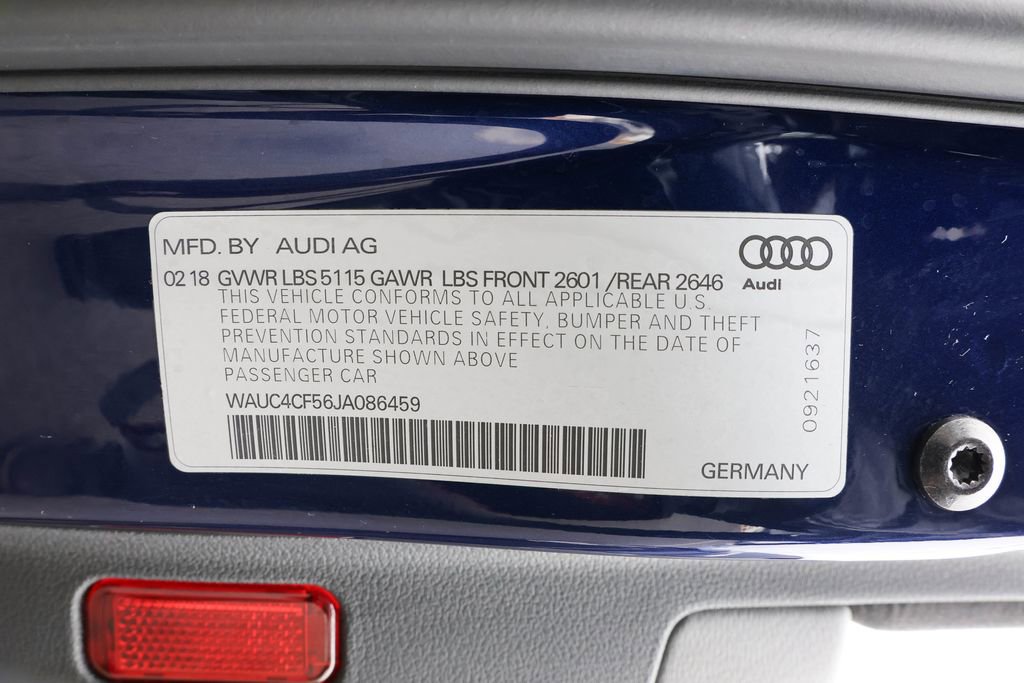 MFD. BY AUDI AG
02 18 GVWR LBS 5115 GAWR LBS FRONT 2601 /REAR 2646
Audi
THIS VEHICLE CONFORMS TO ALL APPLICABLE U.S.
FEDERAL MOTOR VEHICLE SAFETY, BUMPER AND THEFT
PREVENTION STANDARDS IN EFFECT ON THE DATE OF
MANUFACTURE SHOWN ABOVE
PASSENGER CAR
WAUC4CF56JA086459
GERMANY
0921637